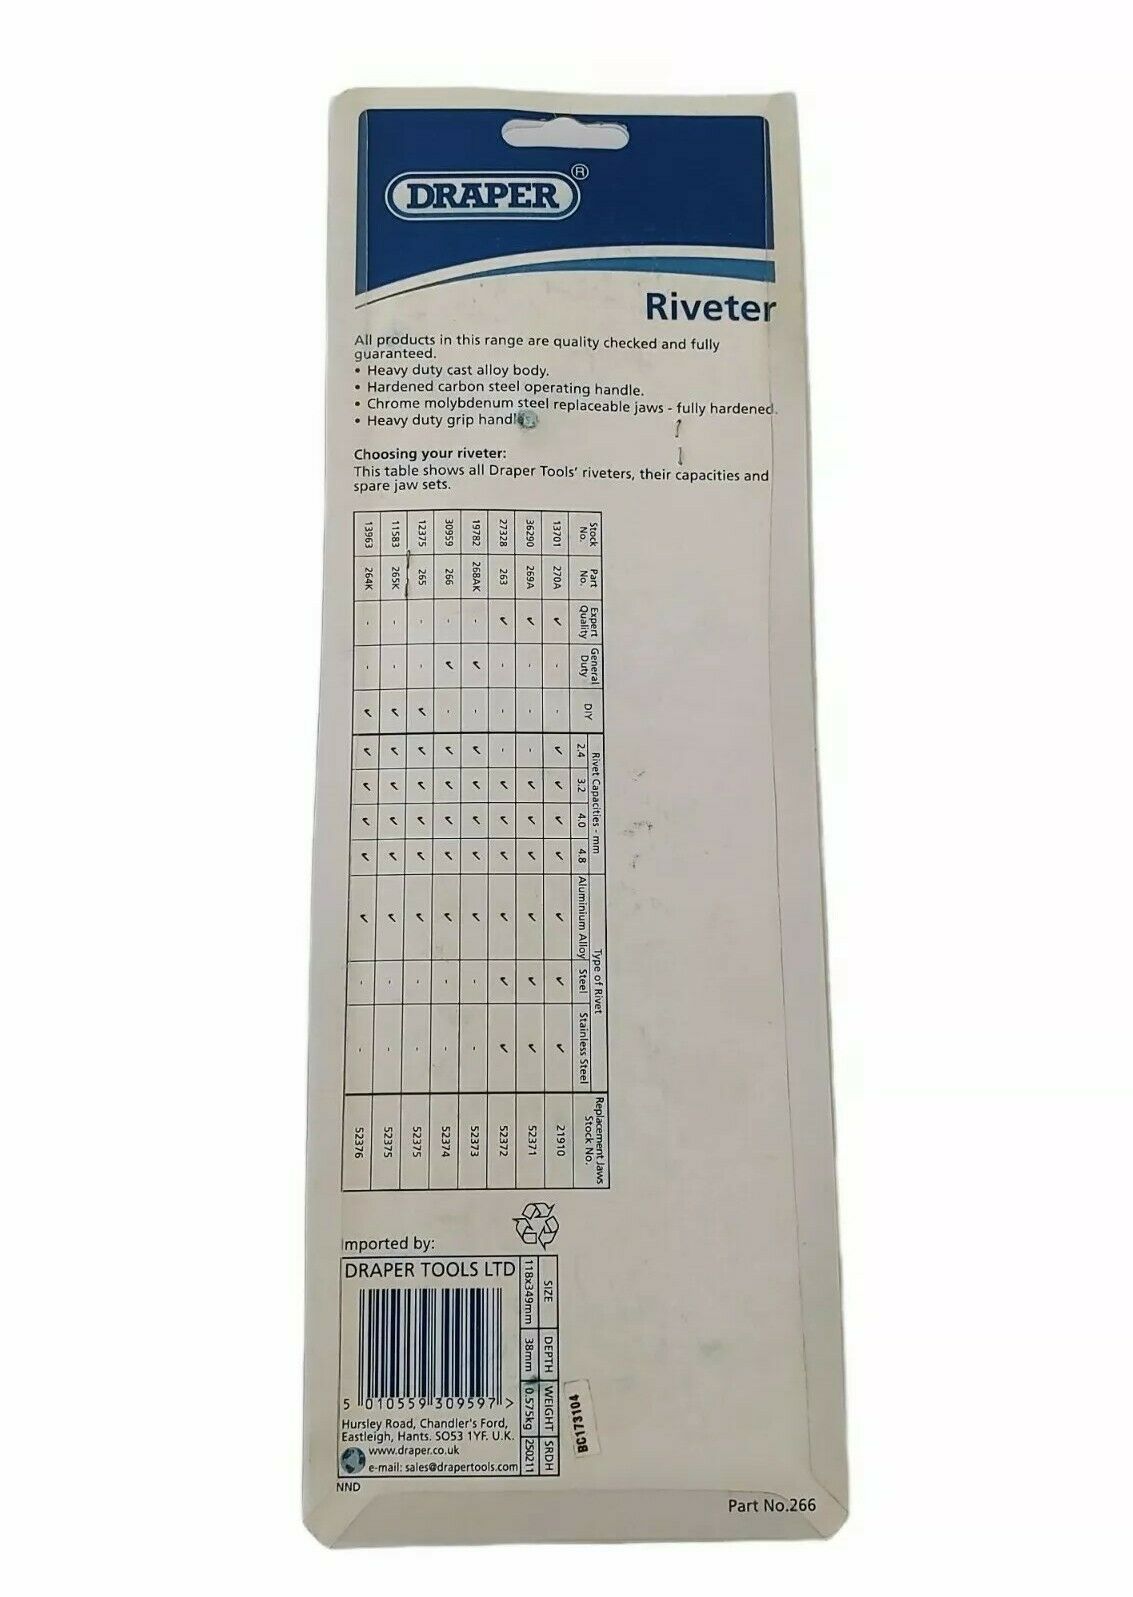 DRAPER®
Riveter
All products in this range are quality checked and fully
guaranteed.
• Heavy duty cast alloy body.
• Hardened carbon steel operating handle.
• Chrome molybdenum steel replaceable jaws - fully hardened.
• Heavy duty grip handles.
Choosing your riveter:
This table shows all Draper Tools' riveters, their capacities and
spare jaw sets.
Stock No. Part No. Expert Quality General Duty DIY Rivet Capacities - mm Type of Rivet Replacement Jaws Stock No.
2.4 3.2 4.0 4.8 Aluminium Alloy Steel Stainless Steel
13701 270A ✓ - - ✓ ✓ ✓ ✓ ✓ ✓ ✓ 21910
36290 269A ✓ - - - ✓ ✓ ✓ ✓ ✓ ✓ 52371
27328 263 ✓ - - - ✓ ✓ ✓ ✓ ✓ ✓ 52372
19782 268AK - ✓ - ✓ ✓ ✓ ✓ ✓ - - 52373
30959 266 - ✓ - ✓ ✓ ✓ ✓ ✓ - - 52374
12375 265 - - ✓ ✓ ✓ ✓ ✓ ✓ - - 52375
11583 265K - - ✓ ✓ ✓ ✓ ✓ ✓ - - 52375
13963 264K - - ✓ ✓ ✓ ✓ ✓ ✓ - - 52376
Imported by:
DRAPER TOOLS LTD
5 010559 309597 >
Hursley Road, Chandler's Ford,
Eastleigh, Hants. SO53 1YF. U.K.
www.draper.co.uk
e-mail: sales@drapertools.com
SIZE DEPTH WEIGHT SRDH
118x349mm 38mm 0.575kg 250211
BC173104
NND
Part No.266